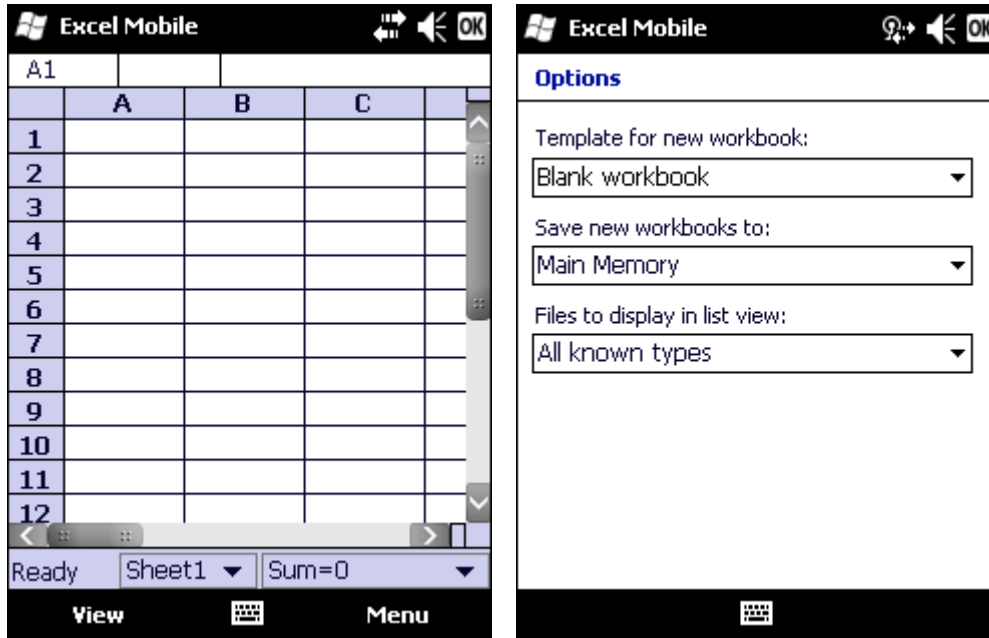 Excel Mobile OK
A1
A B C
1
2
3
4
5
6
7
8
9
10
11
12
Ready Sheet1 Sum=0
View Menu
Excel Mobile OK
Options
Template for new workbook:
Blank workbook
Save new workbooks to:
Main Memory
Files to display in list view:
All known types